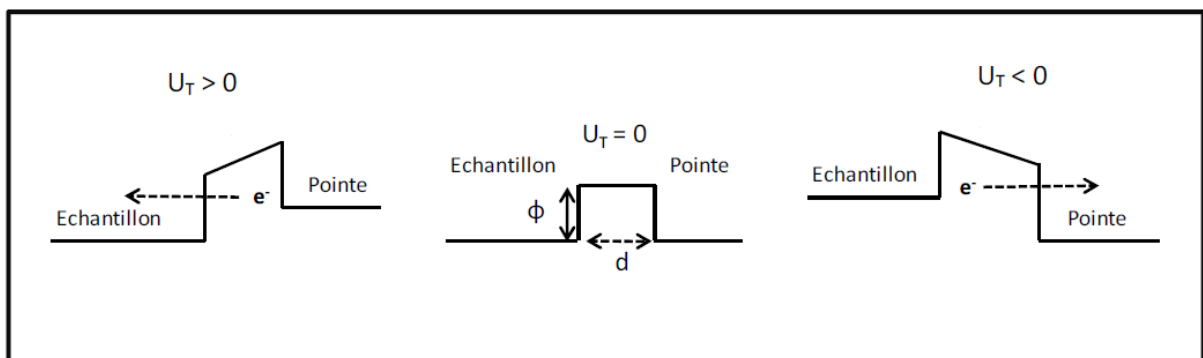 U_T > 0
Pointe
e⁻
Echantillon
U_T = 0
Echantillon Pointe
ϕ
d
U_T < 0
Echantillon
e⁻
Pointe